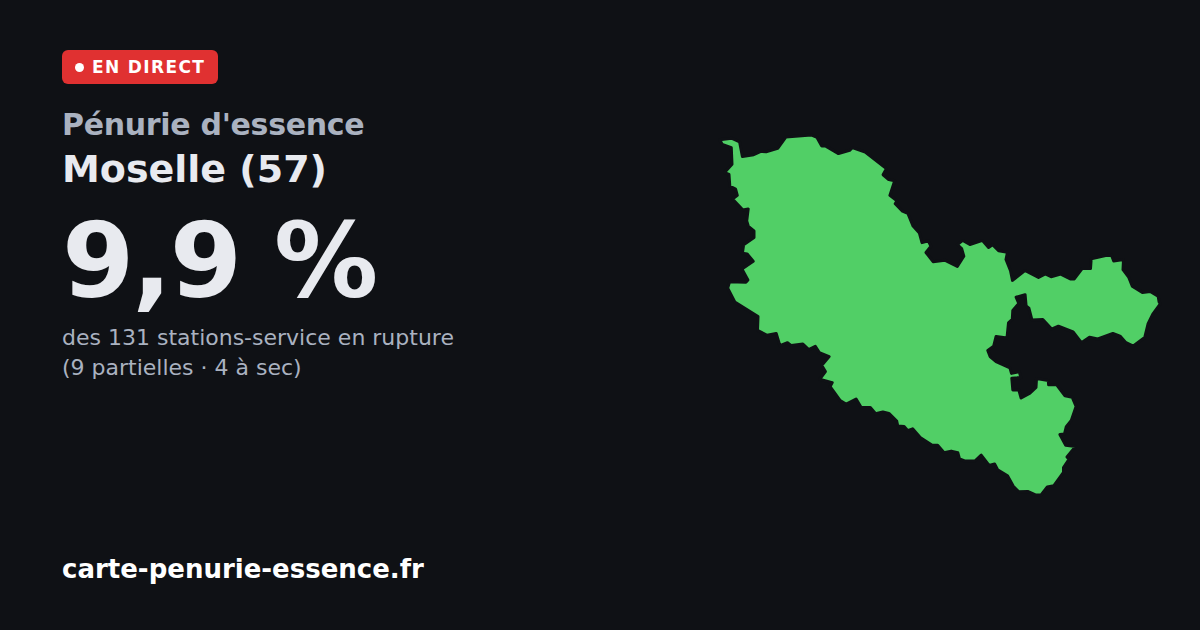 EN DIRECT
Pénurie d'essence
Moselle (57)
9,9 %
des 131 stations-service en rupture
(9 partielles · 4 à sec)
carte-penurie-essence.fr